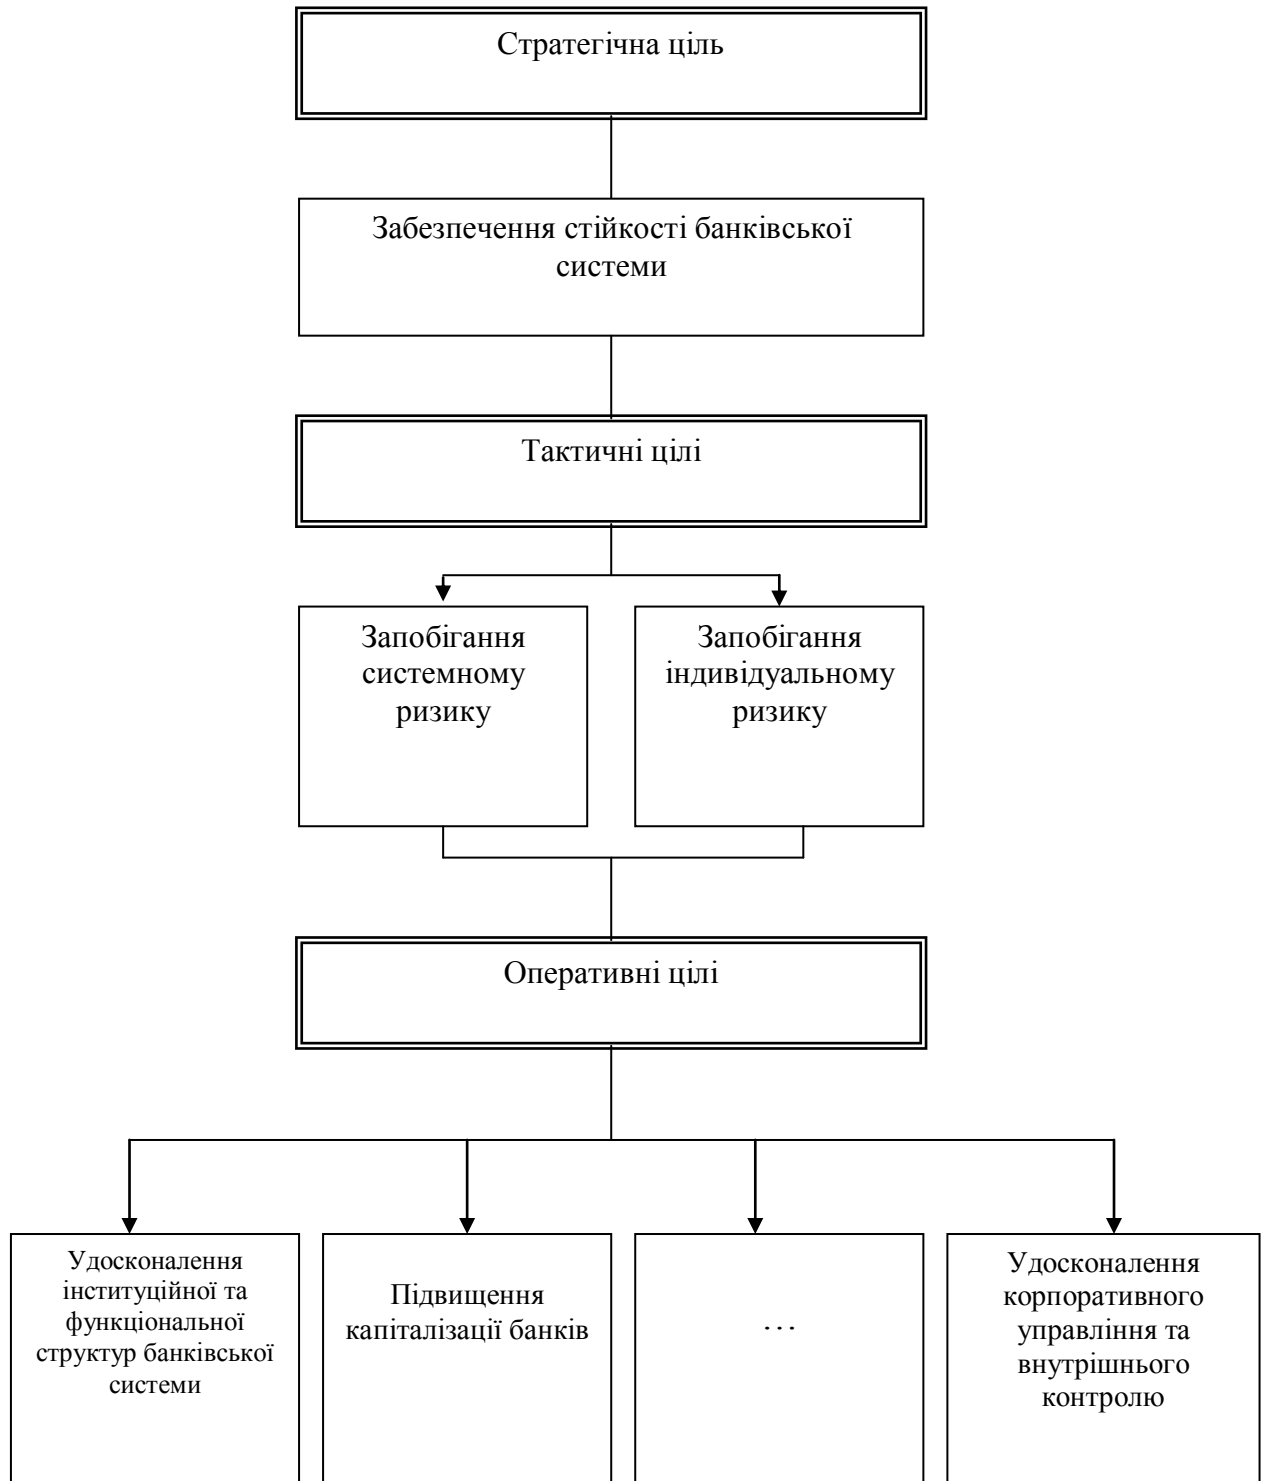 Стратегічна ціль
Забезпечення стійкості банківської
системи
Тактичні цілі
Запобігання
системному
ризику
Запобігання
індивідуальному
ризику
Оперативні цілі
Удосконалення
інституційної та
функціональної
структур банківської
системи
Підвищення
капіталізації банків
…
Удосконалення
корпоративного
управління та
внутрішнього
контролю